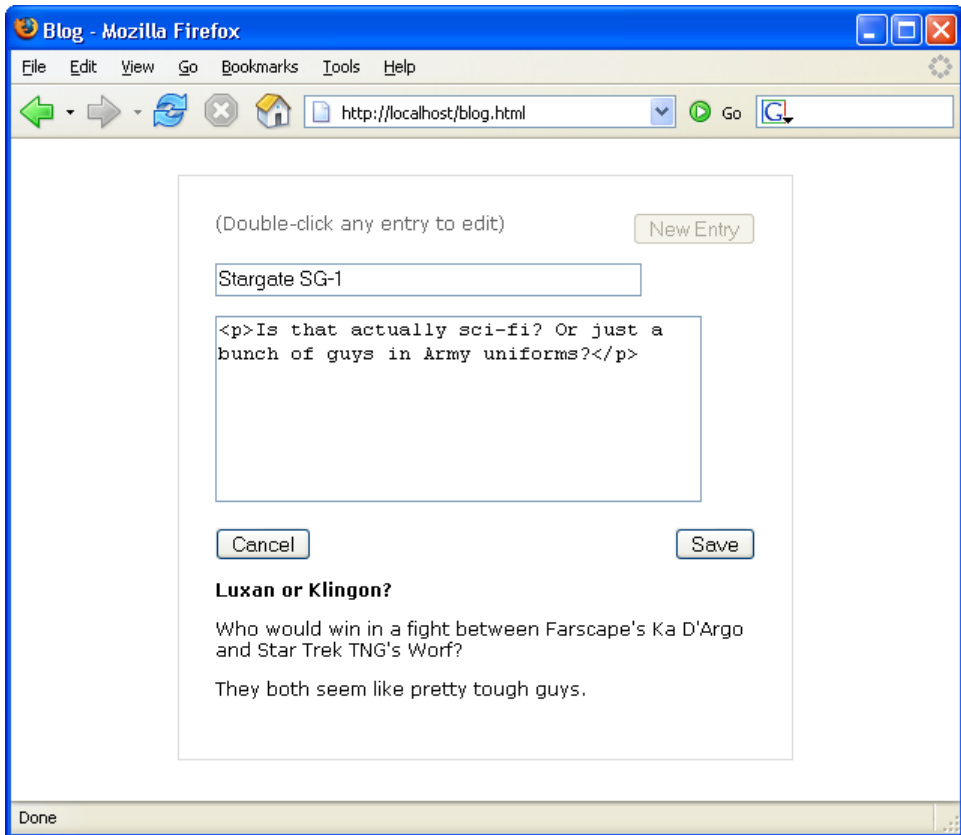 Blog - Mozilla Firefox
File Edit View Go Bookmarks Tools Help
http://localhost/blog.html Go G
(Double-click any entry to edit) New Entry
Stargate SG-1
<p>Is that actually sci-fi? Or just a
bunch of guys in Army uniforms?</p>
Cancel Save
Luxan or Klingon?
Who would win in a fight between Farscape's Ka D'Argo
and Star Trek TNG's Worf?
They both seem like pretty tough guys.
Done